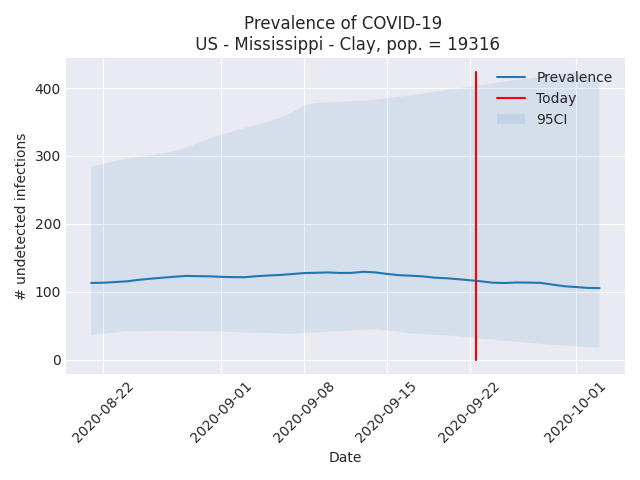 Prevalence of COVID-19
US - Mississippi - Clay, pop. = 19316
Prevalence
Today
95CI
# undetected infections
400
300
200
100
0
2020-08-22
2020-09-01
2020-09-08
2020-09-15
2020-09-22
2020-10-01
Date